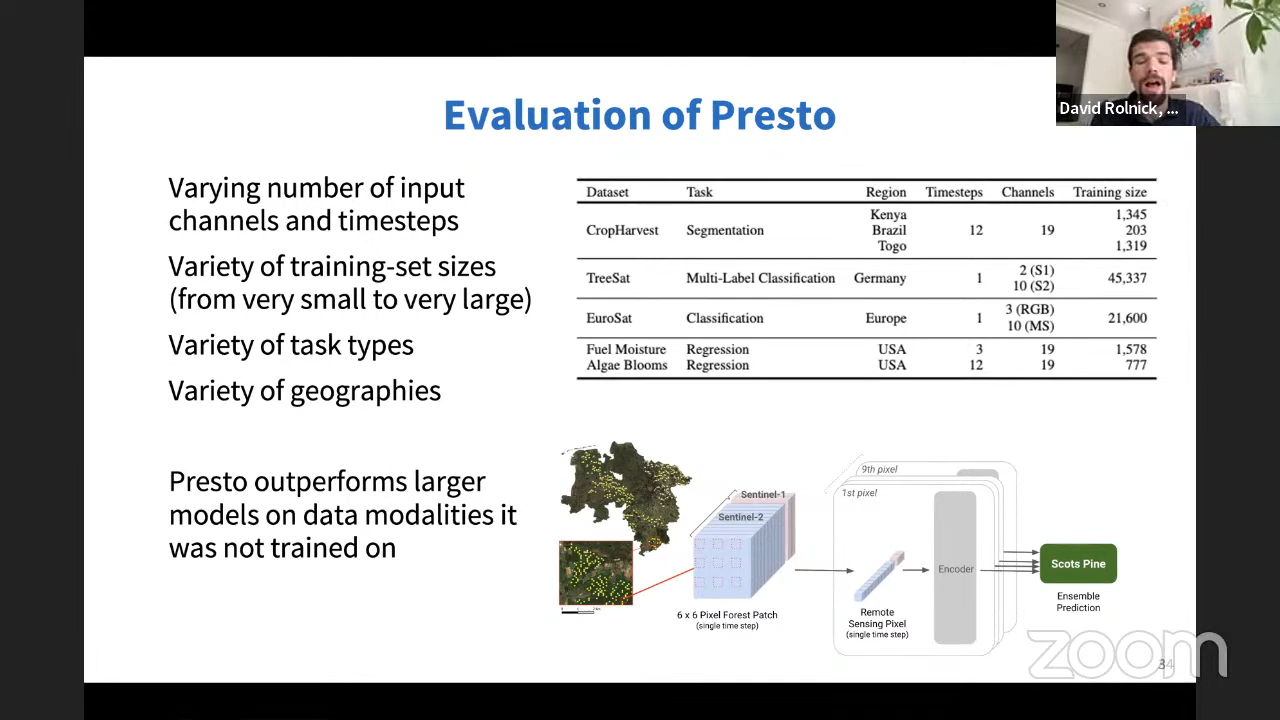 Evaluation of Presto
David Rolnick, ...
Varying number of input
channels and timesteps
Variety of training-set sizes
(from very small to very large)
Variety of task types
Variety of geographies
Presto outperforms larger
models on data modalities it
was not trained on
Dataset Task Region Timesteps Channels Training size
CropHarvest Segmentation Kenya 12 19 1,345
Brazil 203
Togo 1,319
TreeSat Multi-Label Classification Germany 1 2 (S1) 45,337
10 (S2)
EuroSat Classification Europe 1 3 (RGB) 21,600
10 (MS)
Fuel Moisture Regression USA 3 19 1,578
Algae Blooms Regression USA 12 19 777
Sentinel-1
Sentinel-2
6 x 6 Pixel Forest Patch
(single time step)
9th pixel
1st pixel
Remote
Sensing Pixel
(single time step)
Encoder
Scots Pine
Ensemble
Prediction
zoom
34